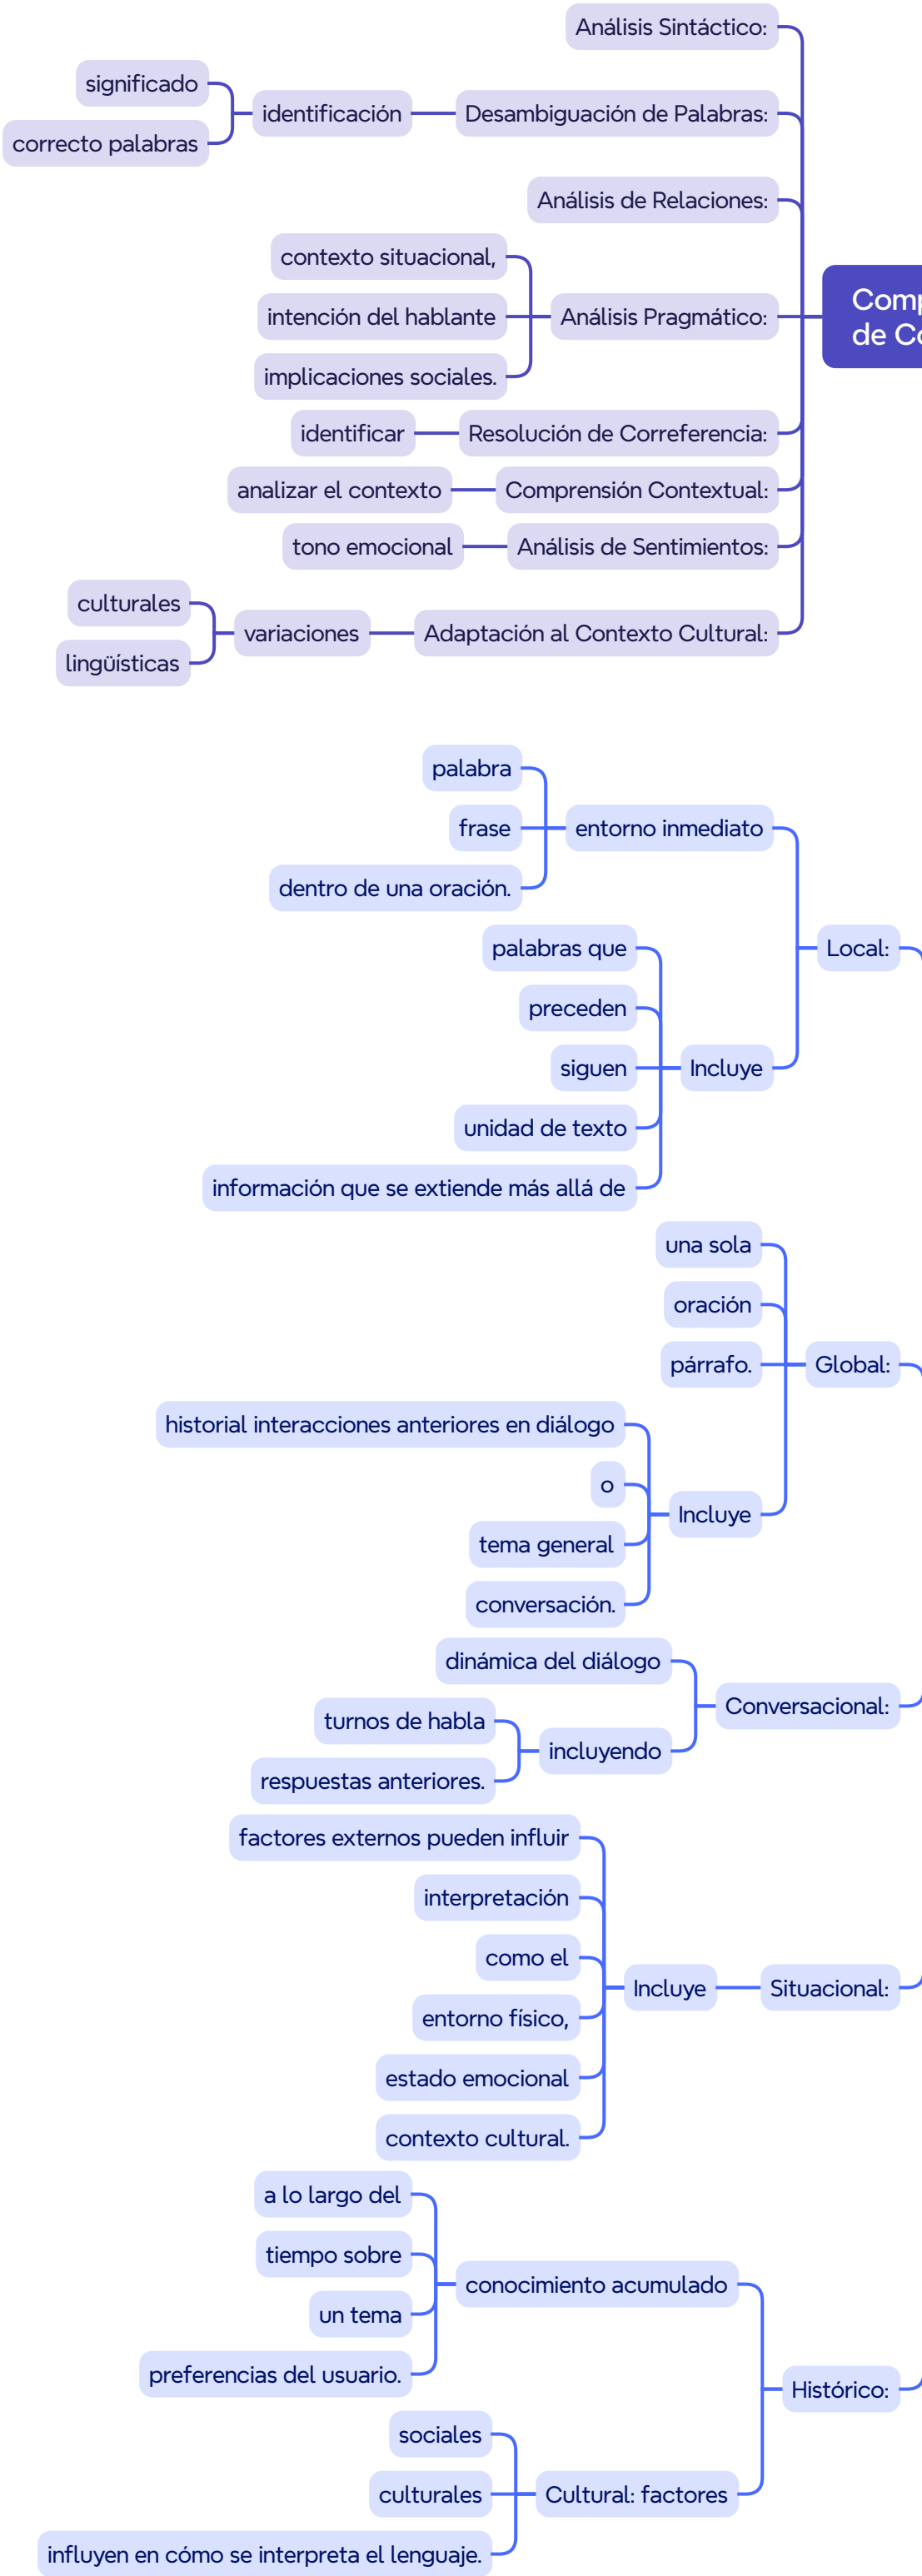 Análisis Sintáctico:
significado
correcto palabras
identificación
Desambiguación de Palabras:
Análisis de Relaciones:
contexto situacional,
intención del hablante
implicaciones sociales.
Análisis Pragmático:
identificar
Resolución de Correferencia:
analizar el contexto
Comprensión Contextual:
tono emocional
Análisis de Sentimientos:
culturales
lingüísticas
variaciones
Adaptación al Contexto Cultural:
de
palabra
frase
dentro de una oración.
entorno inmediato
palabras que
preceden
siguen
unidad de texto
información que se extiende más allá de
Incluye
Local:
una sola
oración
párrafo.
historial interacciones anteriores en diálogo
o
tema general
conversación.
Incluye
Global:
dinámica del diálogo
turnos de habla
respuestas anteriores.
incluyendo
Conversacional:
factores externos pueden influir
interpretación
como el
entorno físico,
estado emocional
contexto cultural.
Incluye
Situacional:
a lo largo del
tiempo sobre
un tema
preferencias del usuario.
conocimiento acumulado
sociales
culturales
influyen en cómo se interpreta el lenguaje.
Cultural: factores
Histórico: